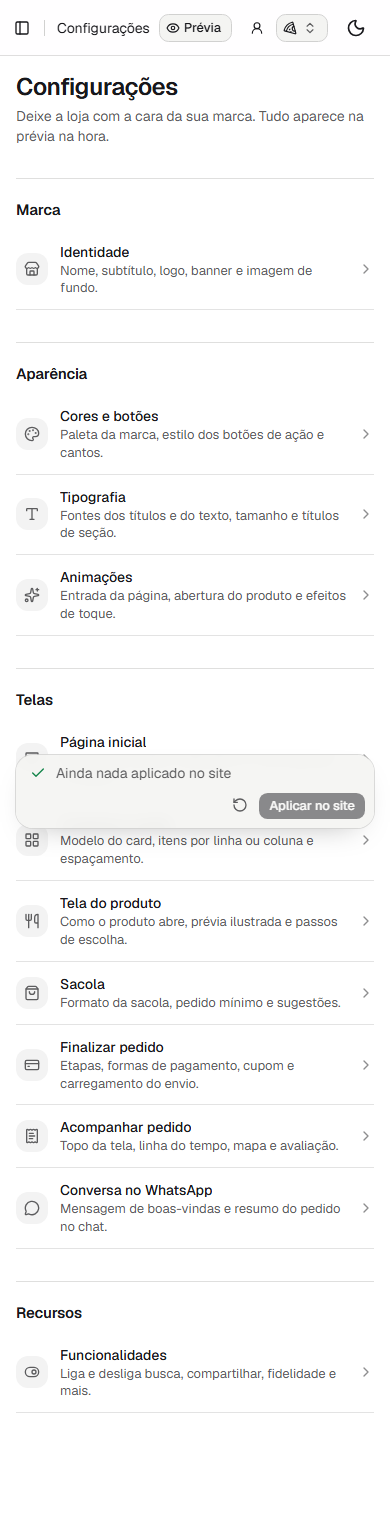 Configurações
Prévia
Configurações
Deixe a loja com a cara da sua marca. Tudo aparece na
prévia na hora.
Marca
Identidade
Nome, subtítulo, logo, banner e imagem de
fundo.
Aparência
Cores e botões
Paleta da marca, estilo dos botões de ação e
cantos.
Tipografia
Fontes dos títulos e do texto, tamanho e títulos
de seção.
Animações
Entrada da página, abertura do produto e efeitos
de toque.
Telas
Página inicial
Ainda nada aplicado no site
Aplicar no site
Modelo do card, itens por linha ou coluna e
espaçamento.
Tela do produto
Como o produto abre, prévia ilustrada e passos
de escolha.
Sacola
Formato da sacola, pedido mínimo e sugestões.
Finalizar pedido
Etapas, formas de pagamento, cupom e
carregamento do envio.
Acompanhar pedido
Topo da tela, linha do tempo, mapa e avaliação.
Conversa no WhatsApp
Mensagem de boas-vindas e resumo do pedido
no chat.
Recursos
Funcionalidades
Liga e desliga busca, compartilhar, fidelidade e
mais.